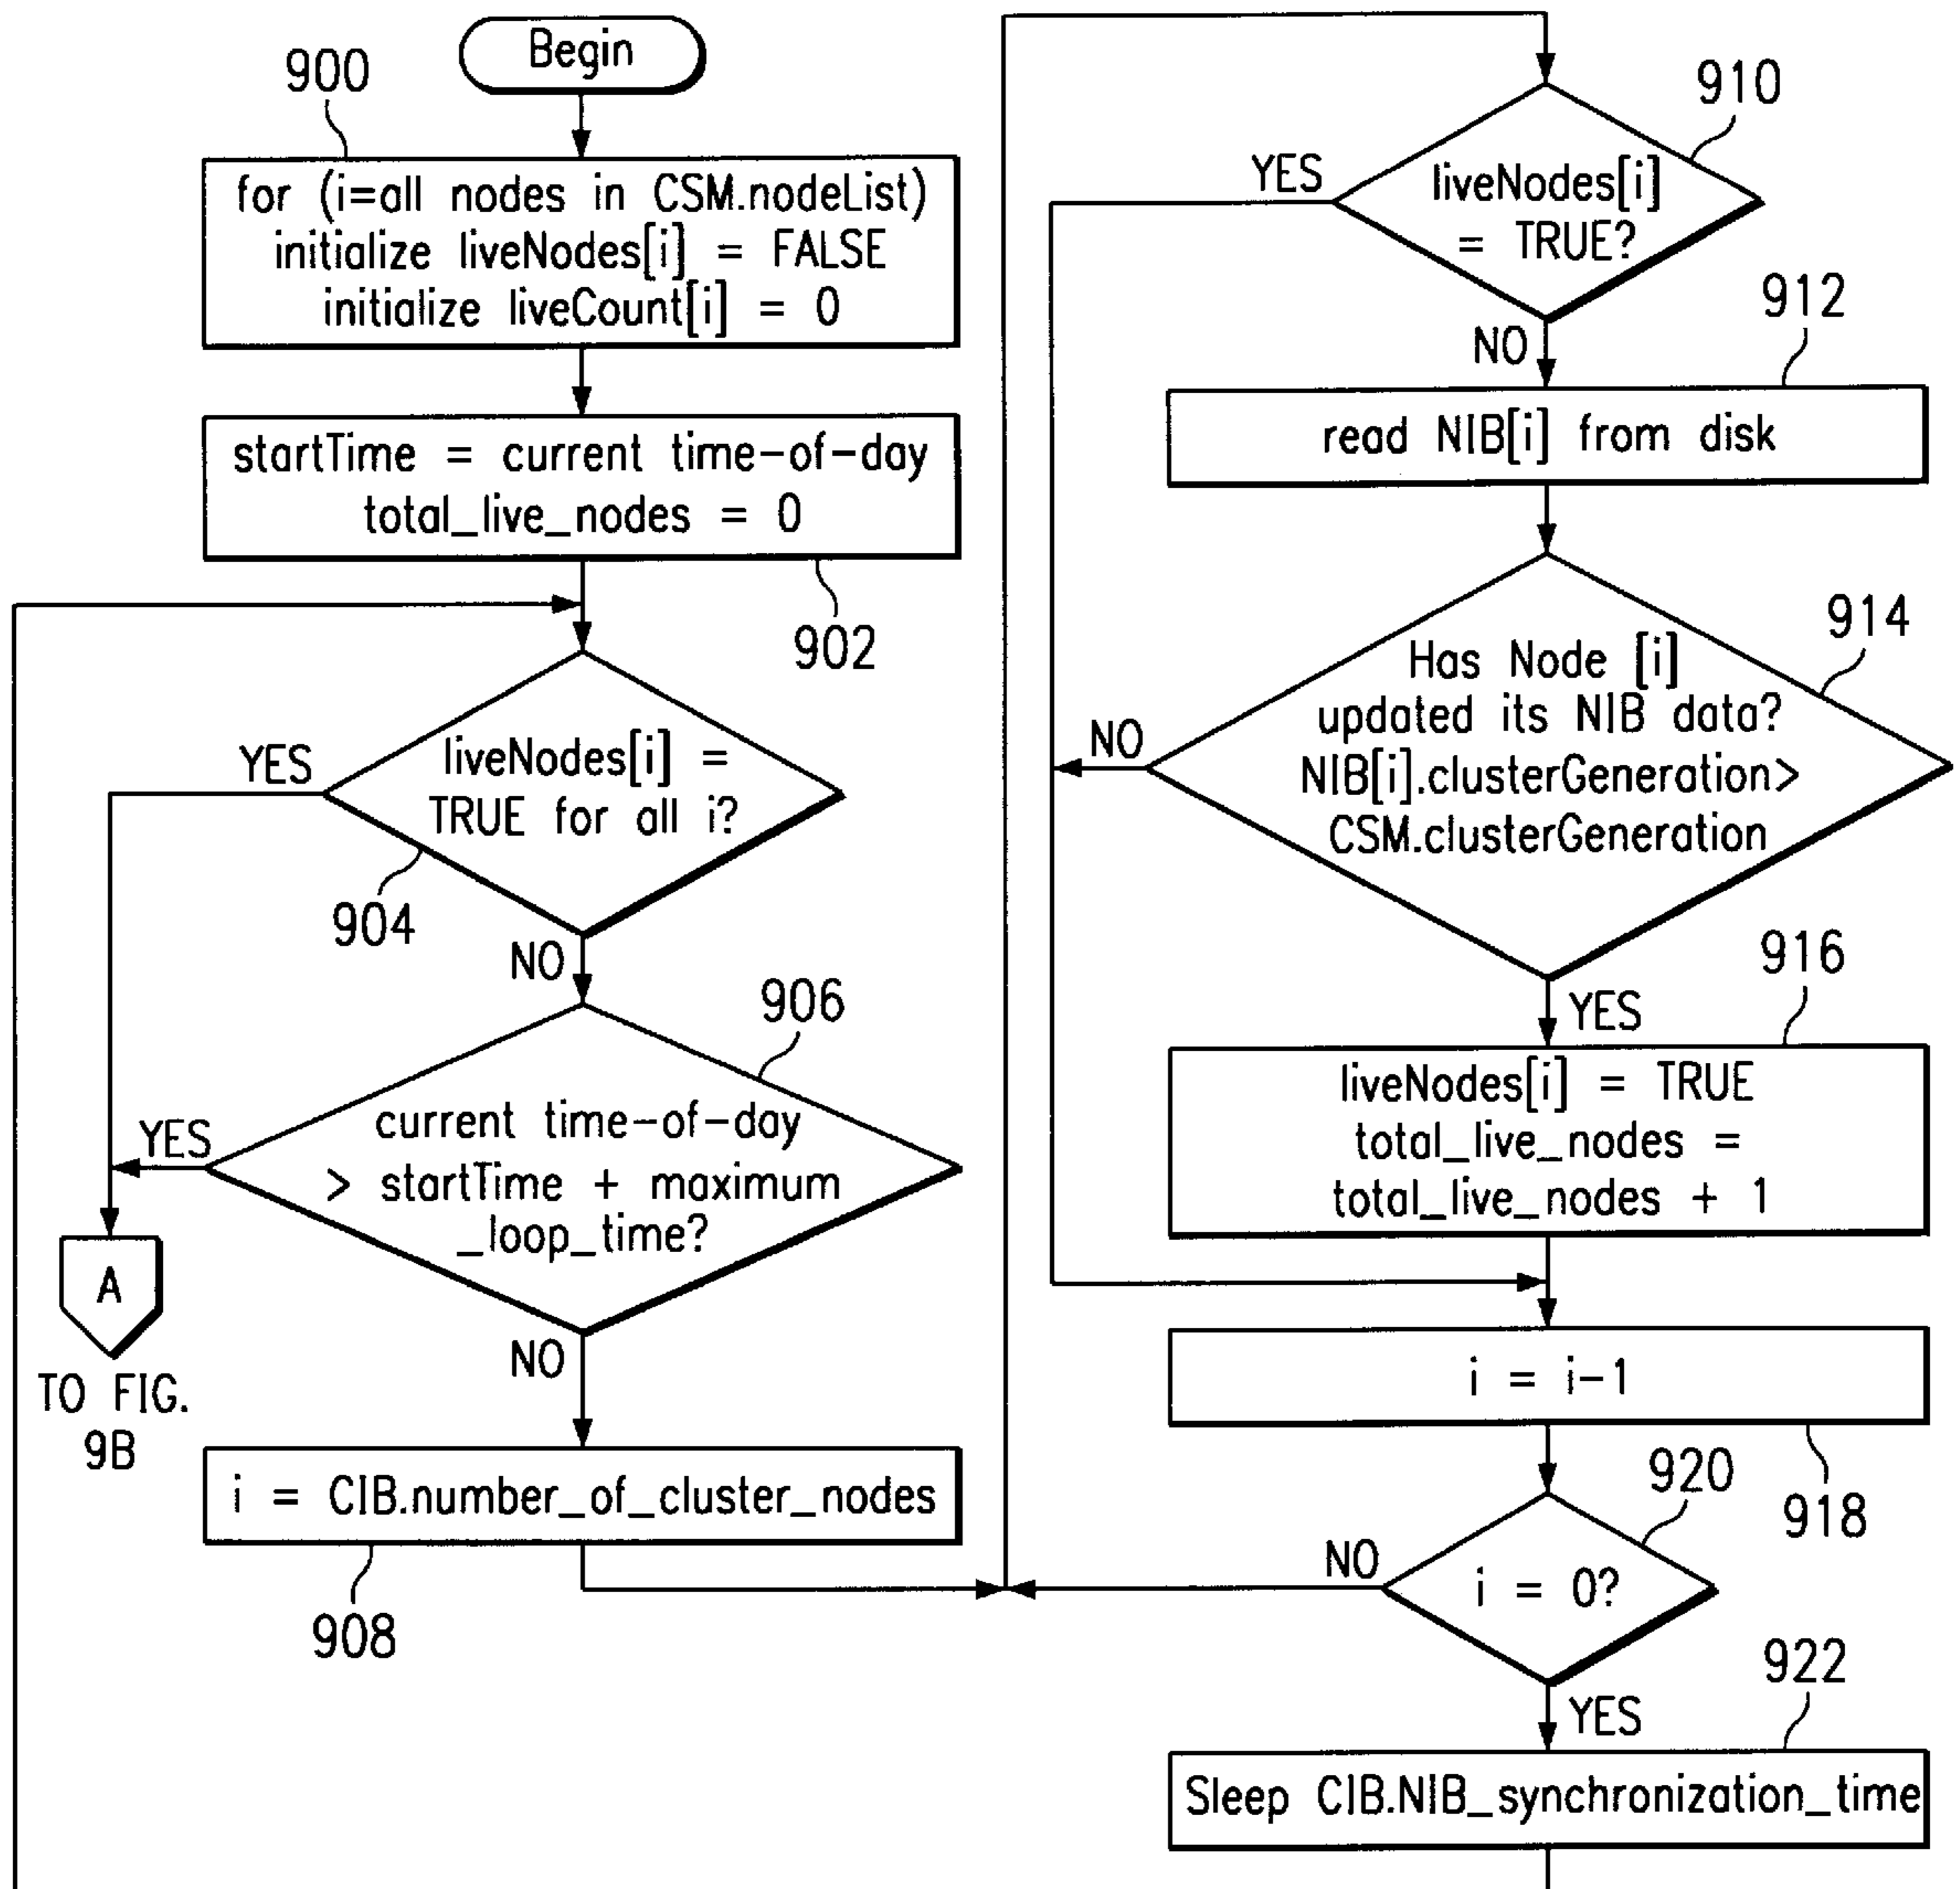 Begin
900
for (i=all nodes in CSM.nodeList)
initialize liveNodes[i] = FALSE
initialize liveCount[i] = 0
startTime = current time-of-day
total_live_nodes = 0
902
liveNodes[i] =
TRUE for all i?
YES
904
NO
906
current time-of-day
> startTime + maximum
_loop_time?
YES
A
TO FIG.
9B
NO
i = CIB.number_of_cluster_nodes
908
910
liveNodes[i]
= TRUE?
YES
NO
912
read NIB[i] from disk
914
Has Node [i]
updated its NIB data?
NIB[i].clusterGeneration>
CSM.clusterGeneration
NO
YES
916
liveNodes[i] = TRUE
total_live_nodes =
total_live_nodes + 1
i = i-1
918
920
i = 0?
NO
YES
922
Sleep CIB.NIB_synchronization_time